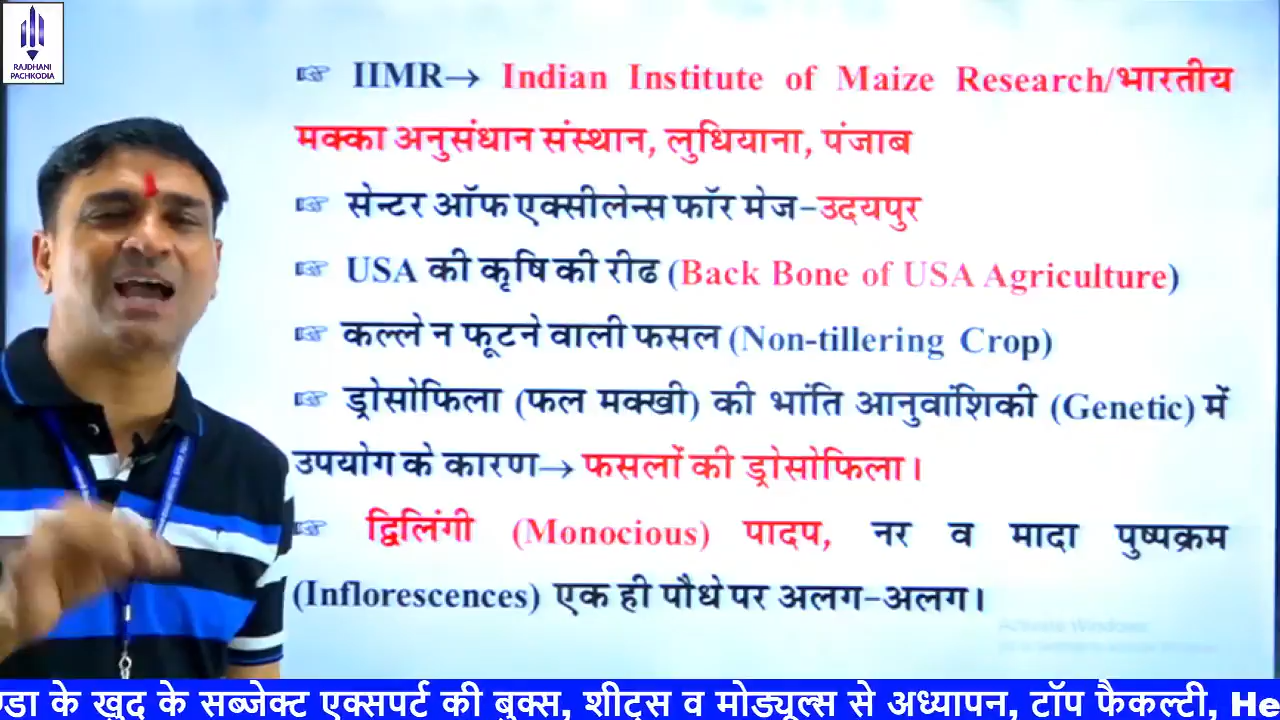 RAJDHANI
PACHKODIA
☞ IIMR→ Indian Institute of Maize Research/भारतीय
मक्का अनुसंधान संस्थान, लुधियाना, पंजाब
☞ सेन्टर ऑफ एक्सीलेन्स फॉर मेज-उदयपुर
☞ USA की कृषि की रीढ (Back Bone of USA Agriculture)
☞ कल्ले न फूटने वाली फसल (Non-tillering Crop)
☞ ड्रोसोफिला (फल मक्खी) की भांति आनुवांशिकी (Genetic) में
उपयोग के कारण→ फसलों की ड्रोसोफिला।
☞ द्विलिंगी (Monocious) पादप, नर व मादा पुष्पक्रम
(Inflorescences) एक ही पौधे पर अलग-अलग।
Activate Windows
ण्डा के खुद के सब्जेक्ट एक्सपर्ट की बुक्स, शीट्स व मोड्यूल्स से अध्यापन, टॉप फैकल्टी, He